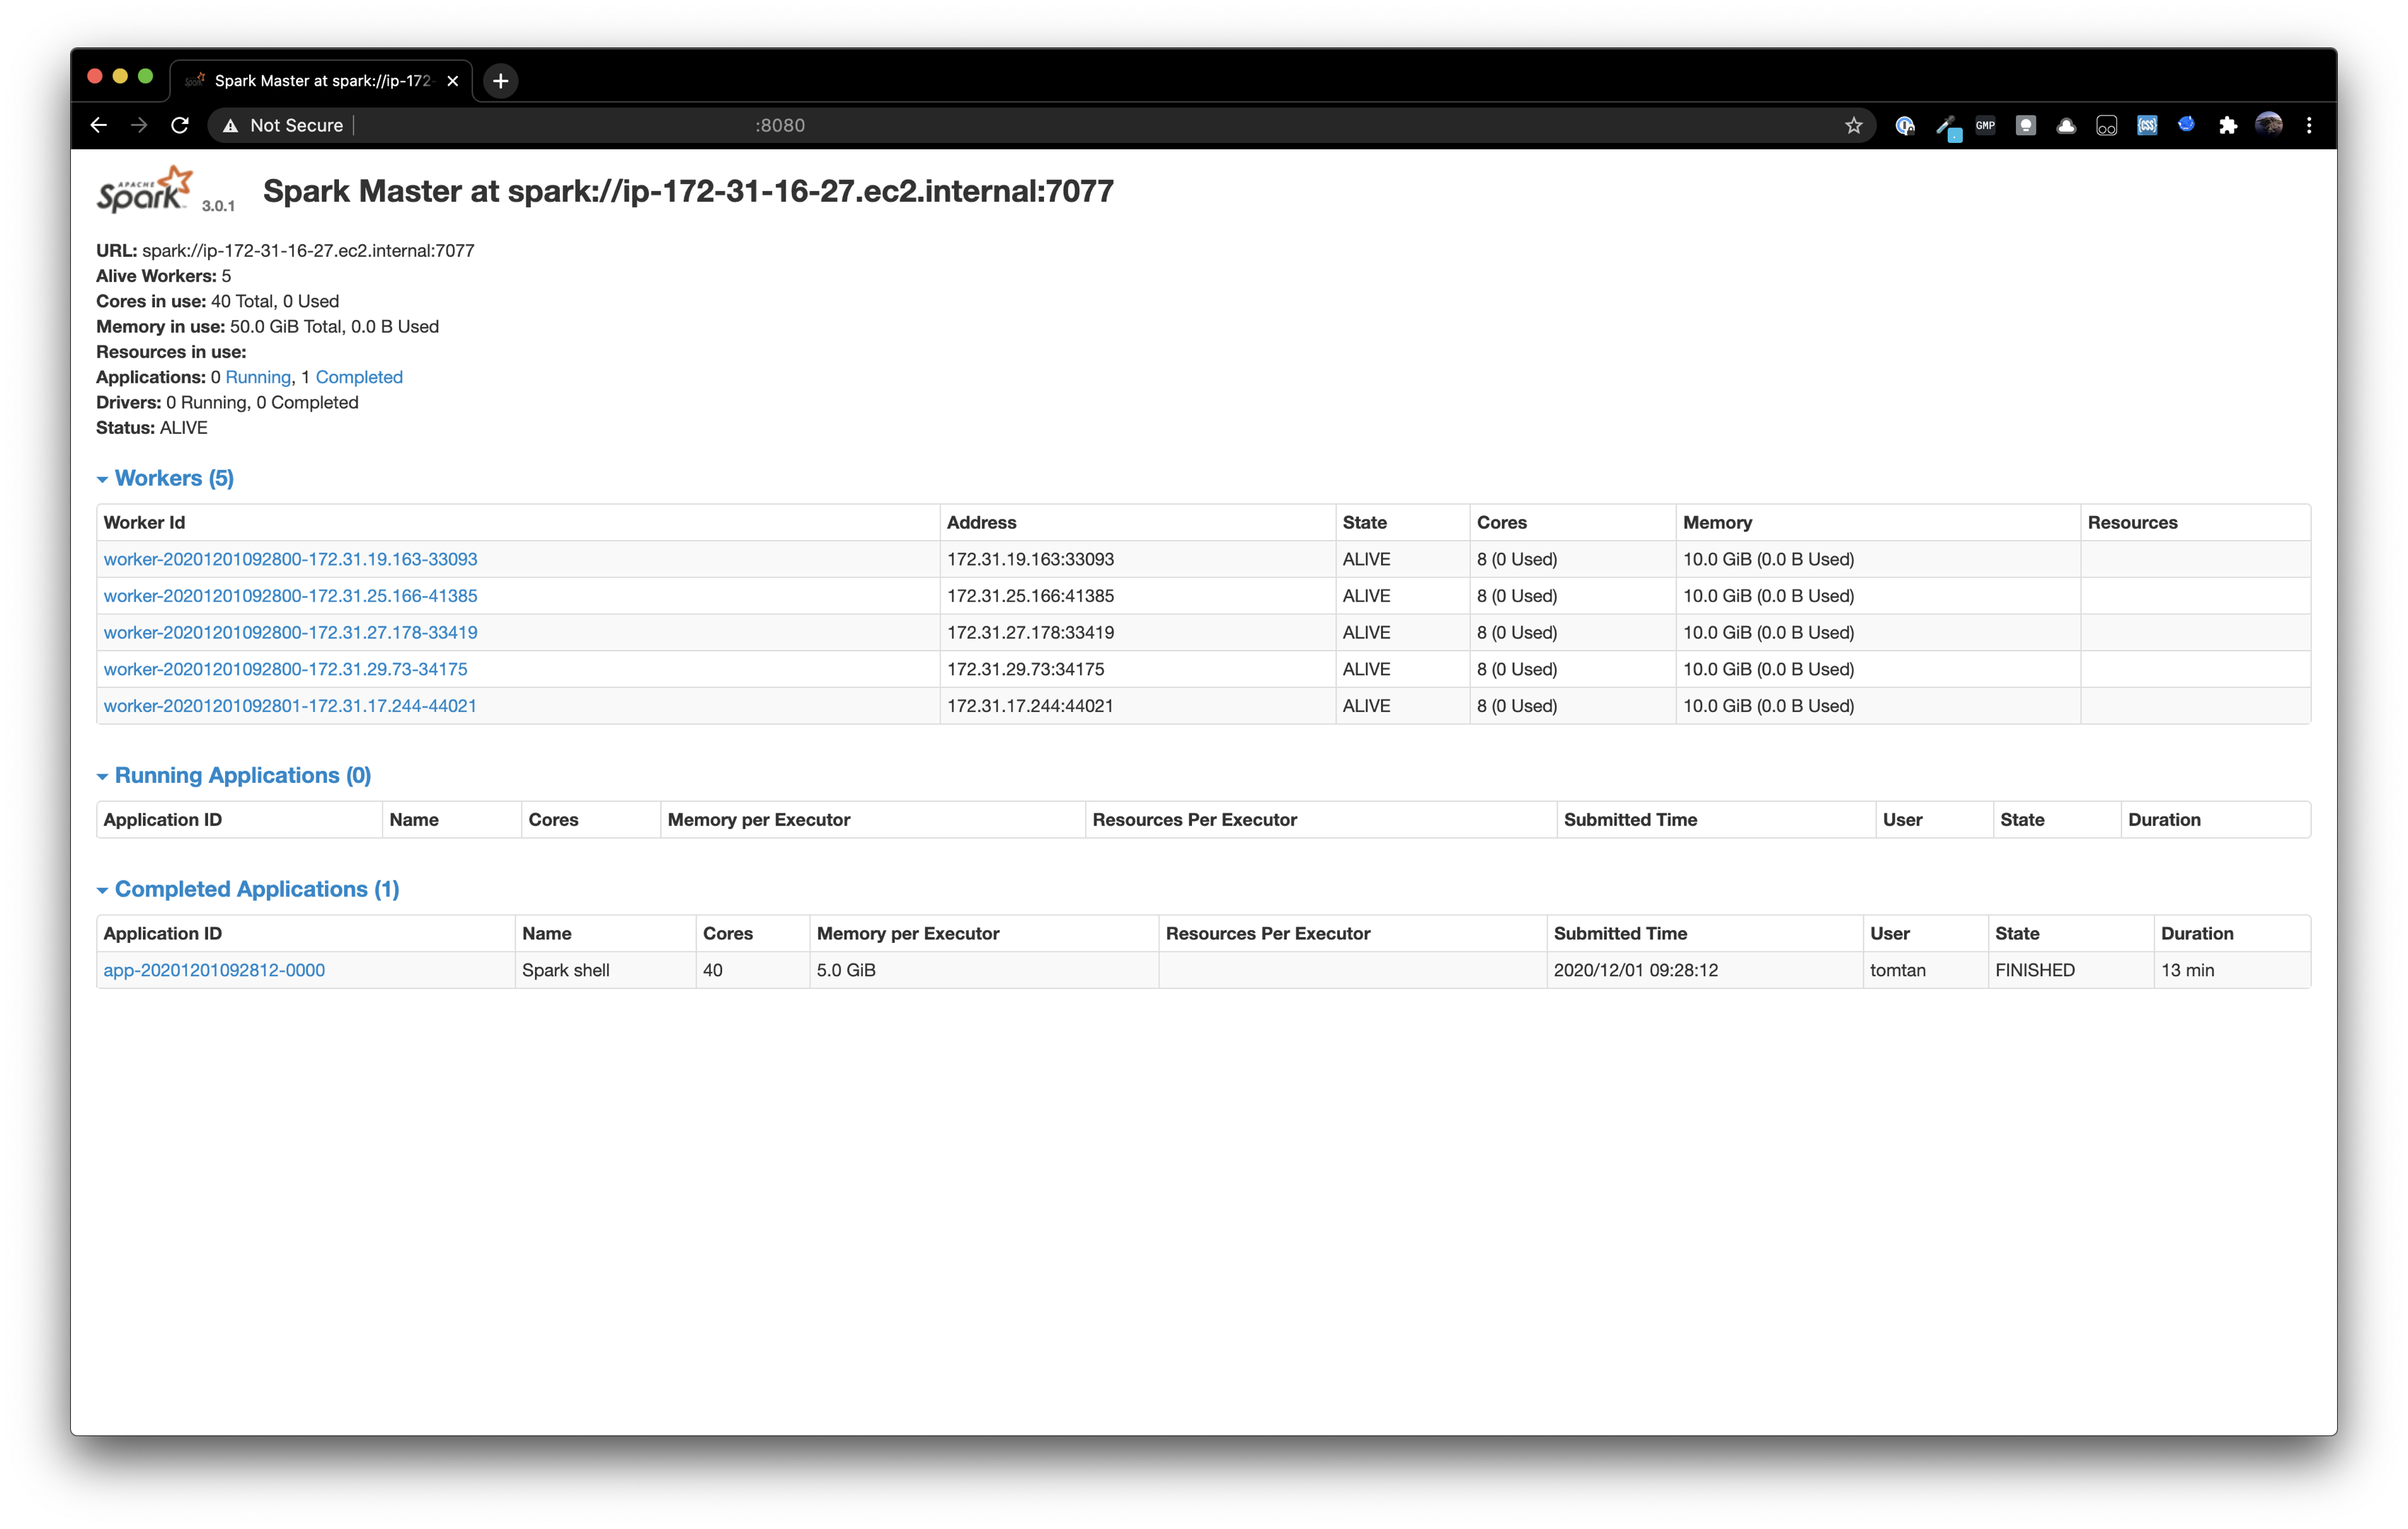 Spark Master at spark://ip-172-
Not Secure :8080
GMP
APACHE Spark 3.0.1 Spark Master at spark://ip-172-31-16-27.ec2.internal:7077
URL: spark://ip-172-31-16-27.ec2.internal:7077
Alive Workers: 5
Cores in use: 40 Total, 0 Used
Memory in use: 50.0 GiB Total, 0.0 B Used
Resources in use:
Applications: 0 Running, 1 Completed
Drivers: 0 Running, 0 Completed
Status: ALIVE
Workers (5)
Worker Id Address State Cores Memory Resources
worker-20201201092800-172.31.19.163-33093 172.31.19.163:33093 ALIVE 8 (0 Used) 10.0 GiB (0.0 B Used)
worker-20201201092800-172.31.25.166-41385 172.31.25.166:41385 ALIVE 8 (0 Used) 10.0 GiB (0.0 B Used)
worker-20201201092800-172.31.27.178-33419 172.31.27.178:33419 ALIVE 8 (0 Used) 10.0 GiB (0.0 B Used)
worker-20201201092800-172.31.29.73-34175 172.31.29.73:34175 ALIVE 8 (0 Used) 10.0 GiB (0.0 B Used)
worker-20201201092801-172.31.17.244-44021 172.31.17.244:44021 ALIVE 8 (0 Used) 10.0 GiB (0.0 B Used)
Running Applications (0)
Application ID Name Cores Memory per Executor Resources Per Executor Submitted Time User State Duration
Completed Applications (1)
Application ID Name Cores Memory per Executor Resources Per Executor Submitted Time User State Duration
app-20201201092812-0000 Spark shell 40 5.0 GiB 2020/12/01 09:28:12 tomtan FINISHED 13 min